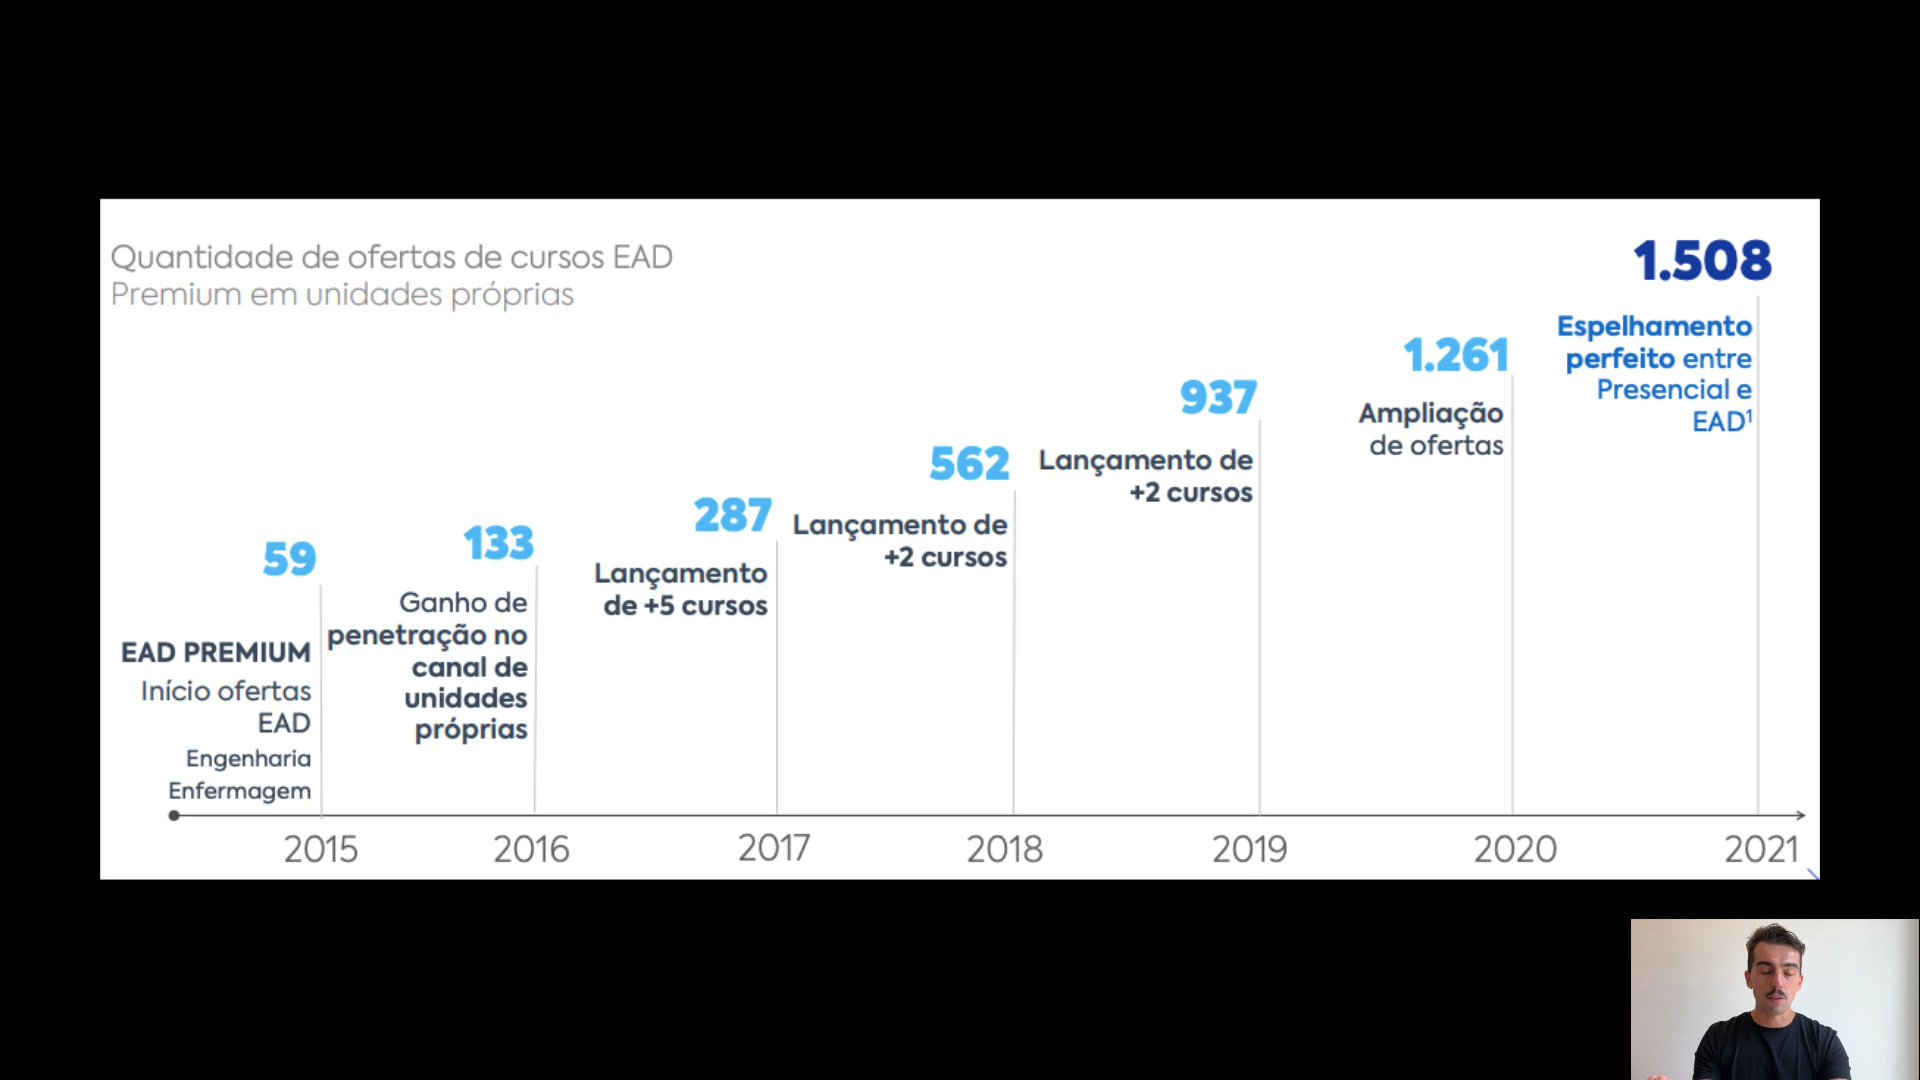 Quantidade de ofertas de cursos EAD
Premium em unidades próprias
59
EAD PREMIUM
Início ofertas
EAD
Engenharia
Enfermagem
133
Ganho de
penetração no
canal de
unidades
próprias
287
Lançamento
de +5 cursos
562
Lançamento de
+2 cursos
937
Lançamento de
+2 cursos
1.261
Ampliação
de ofertas
1.508
Espelhamento
perfeito entre
Presencial e
EAD¹
2015
2016
2017
2018
2019
2020
2021